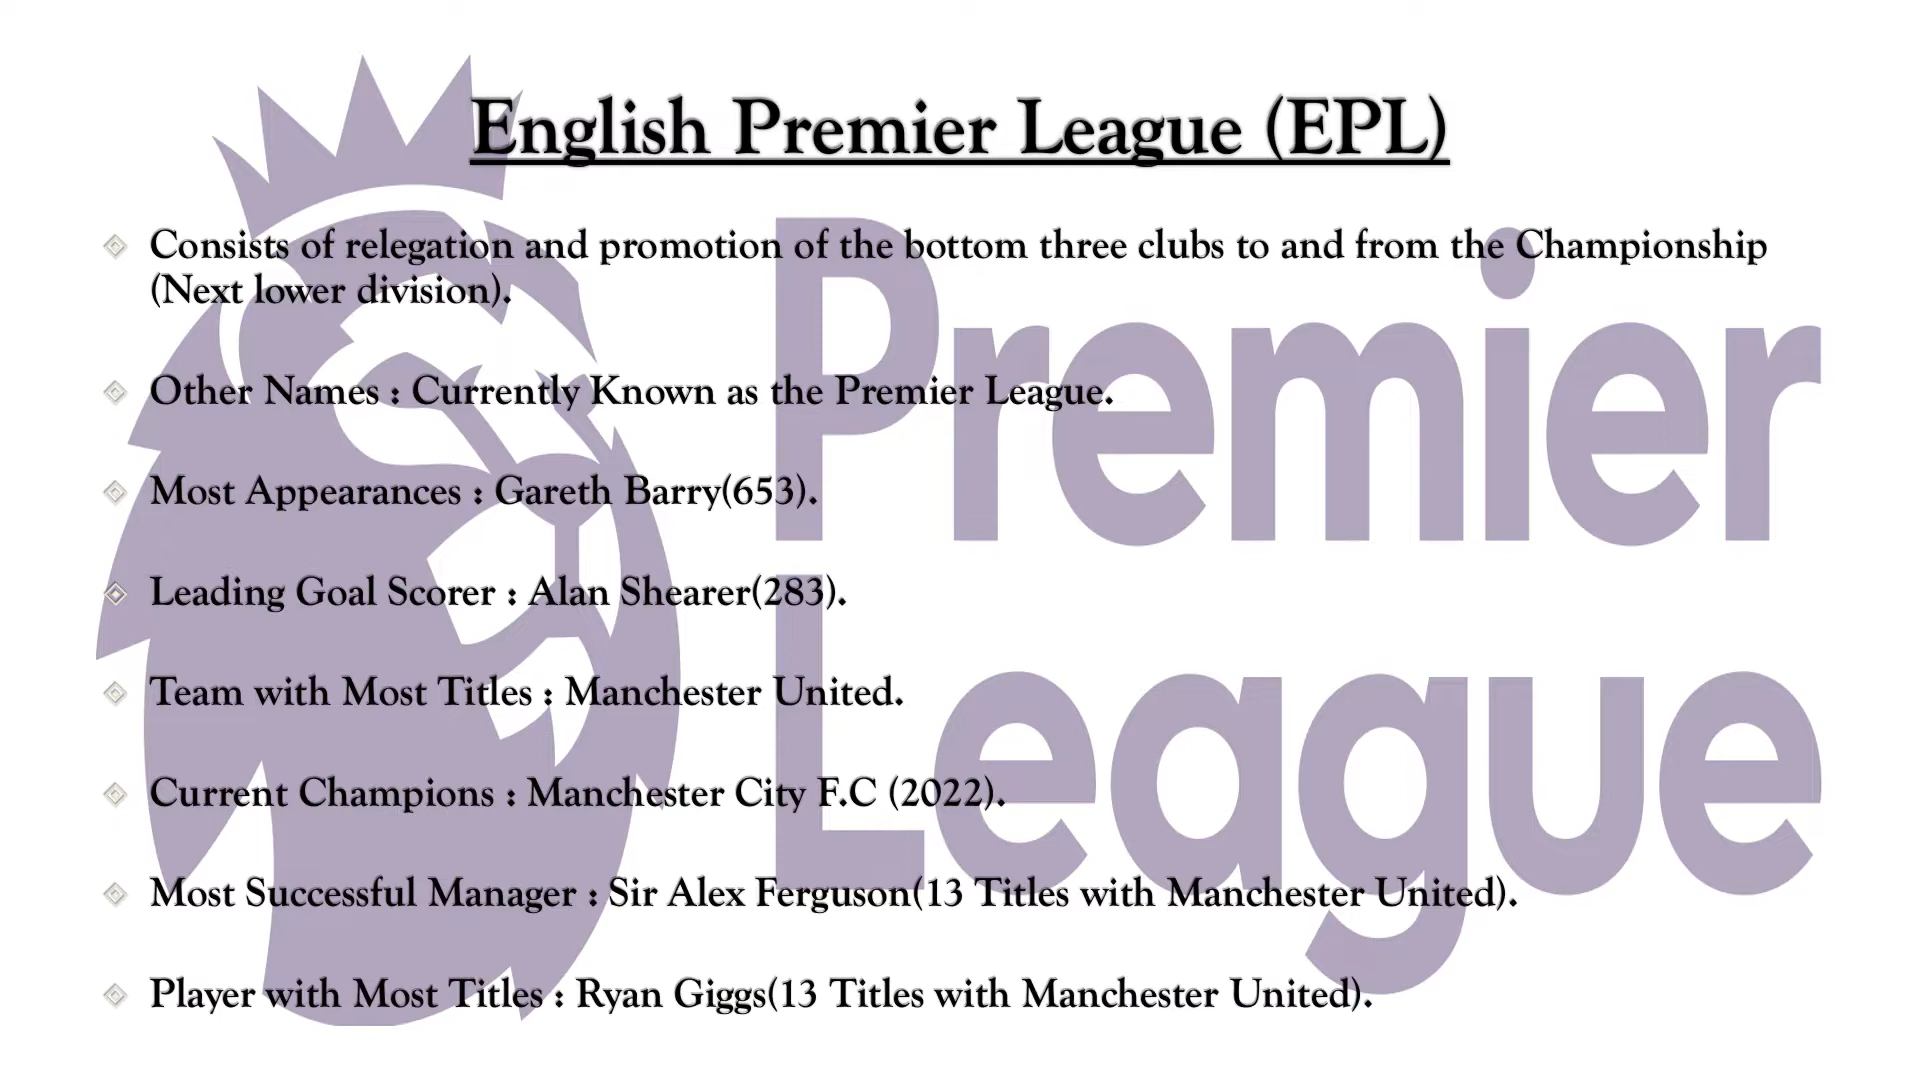 English Premier League (EPL)
Consists of relegation and promotion of the bottom three clubs to and from the Championship
(Next lower division).
Other Names : Currently Known as the Premier League.
Most Appearances : Gareth Barry(653).
Leading Goal Scorer : Alan Shearer(283).
Team with Most Titles : Manchester United.
Current Champions : Manchester City F.C (2022).
Most Successful Manager : Sir Alex Ferguson(13 Titles with Manchester United).
Player with Most Titles : Ryan Giggs(13 Titles with Manchester United).
Premier
League